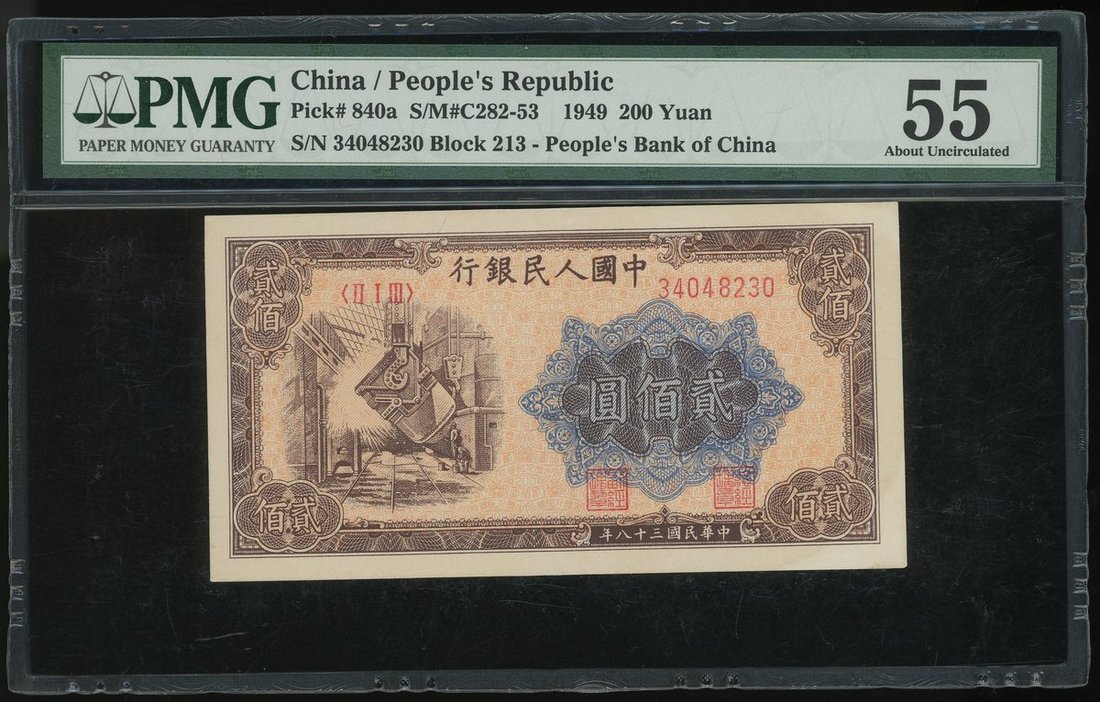 PMG
PAPER MONEY GUARANTY
China / People's Republic
Pick# 840a S/M#C282-53 1949 200 Yuan
S/N 34048230 Block 213 - People's Bank of China
55
About Uncirculated
中國人民銀行
〈II I III〉
34048230
貳佰
貳佰
貳佰圓
貳佰
貳佰
中華民國三十八年